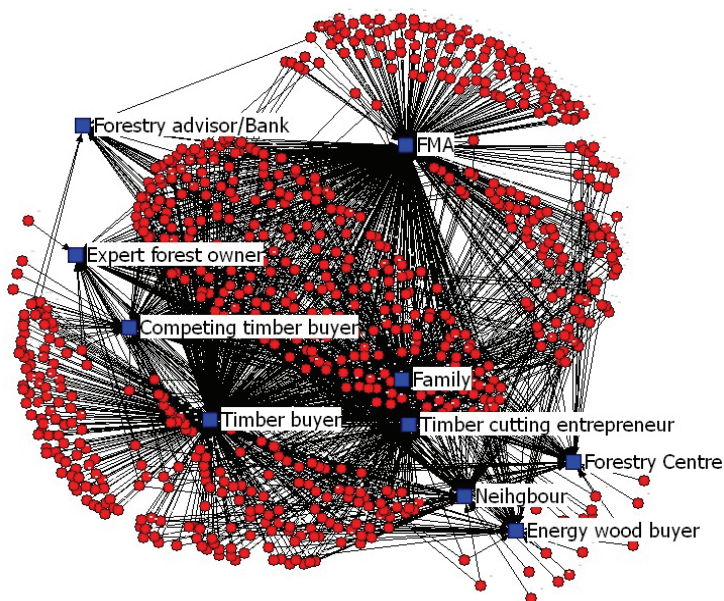 Forestry advisor/Bank
FMA
Expert forest owner
Competing timber buyer
Family
Timber buyer
Timber cutting entrepreneur
Forestry Centre
Neihgbour
Energy wood buyer